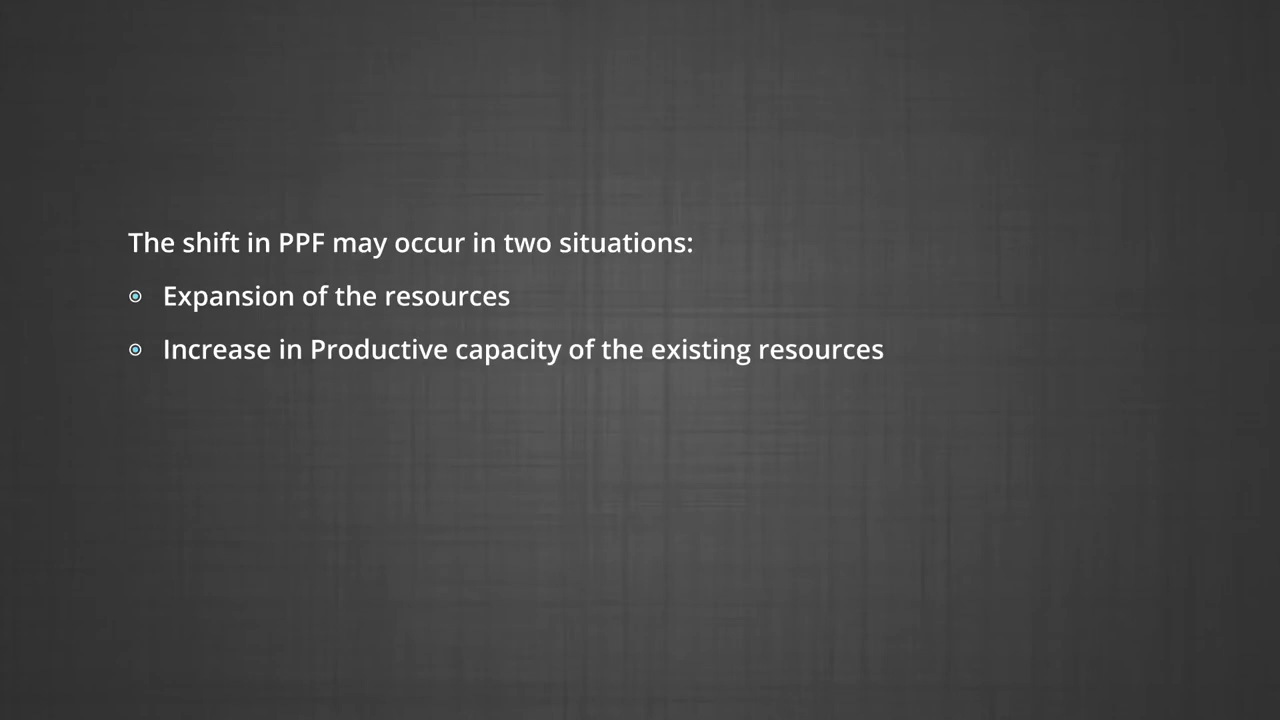 The shift in PPF may occur in two situations:
Expansion of the resources
Increase in Productive capacity of the existing resources